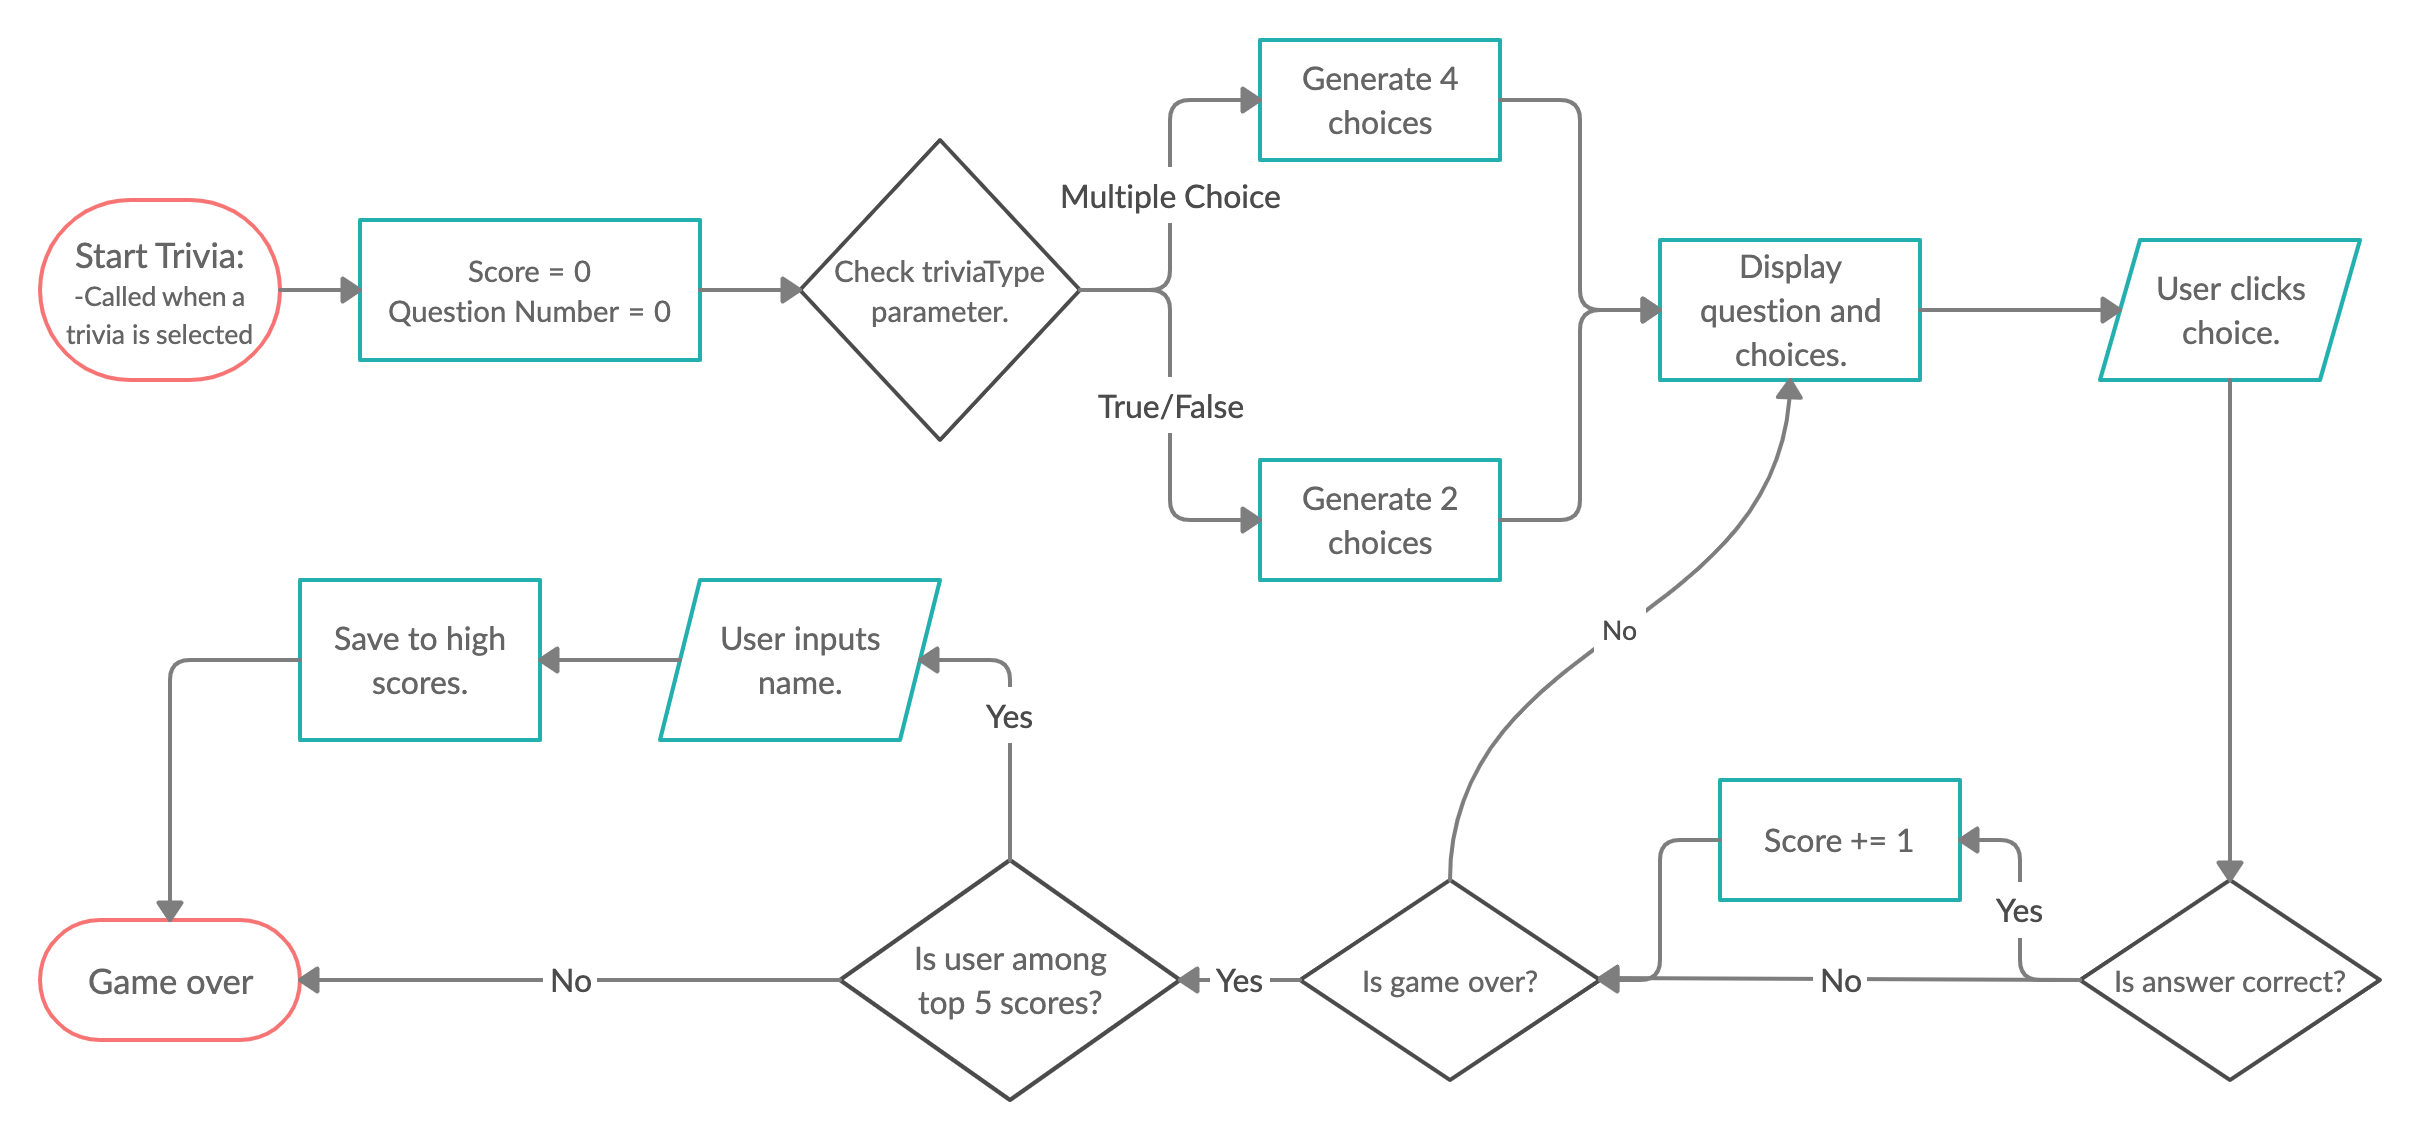 Start Trivia:
-Called when a
trivia is selected
Score = 0
Question Number = 0
Check triviaType
parameter.
Multiple Choice
True/False
Generate 4
choices
Generate 2
choices
Display
question and
choices.
User clicks
choice.
Is answer correct?
Yes
No
Score += 1
Is game over?
No
Yes
Is user among
top 5 scores?
Yes
No
User inputs
name.
Save to high
scores.
Game over